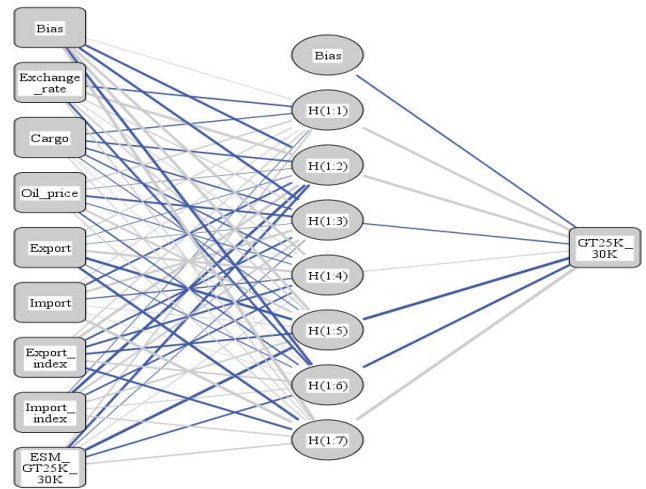 Bias
Exchange
_rate
Cargo
Oil_price
Export
Import
Export_
index
Import_
index
ESM_
GT25K_
30K
Bias
H(1:1)
H(1:2)
H(1:3)
H(1:4)
H(1:5)
H(1:6)
H(1:7)
GT25K_
30K